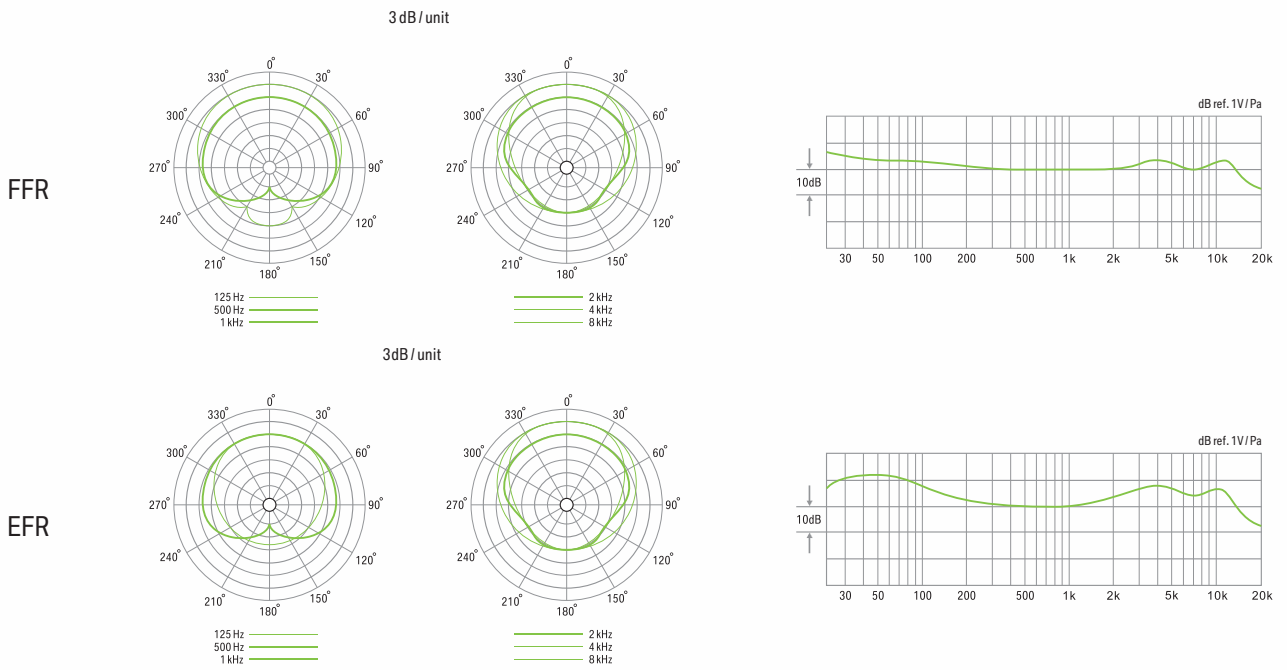 3 dB / unit
FFR
0°
30°
60°
90°
120°
150°
180°
210°
240°
270°
300°
330°
125 Hz
500 Hz
1 kHz
0°
30°
60°
90°
120°
150°
180°
210°
240°
270°
300°
330°
2 kHz
4 kHz
8 kHz
dB ref. 1V / Pa
10dB
30 50 100 200 500 1k 2k 5k 10k 20k
3dB / unit
EFR
0°
30°
60°
90°
120°
150°
180°
210°
240°
270°
300°
330°
125 Hz
500 Hz
1 kHz
0°
30°
60°
90°
120°
150°
180°
210°
240°
270°
300°
330°
2 kHz
4 kHz
8 kHz
dB ref. 1V / Pa
10dB
30 50 100 200 500 1k 2k 5k 10k 20k